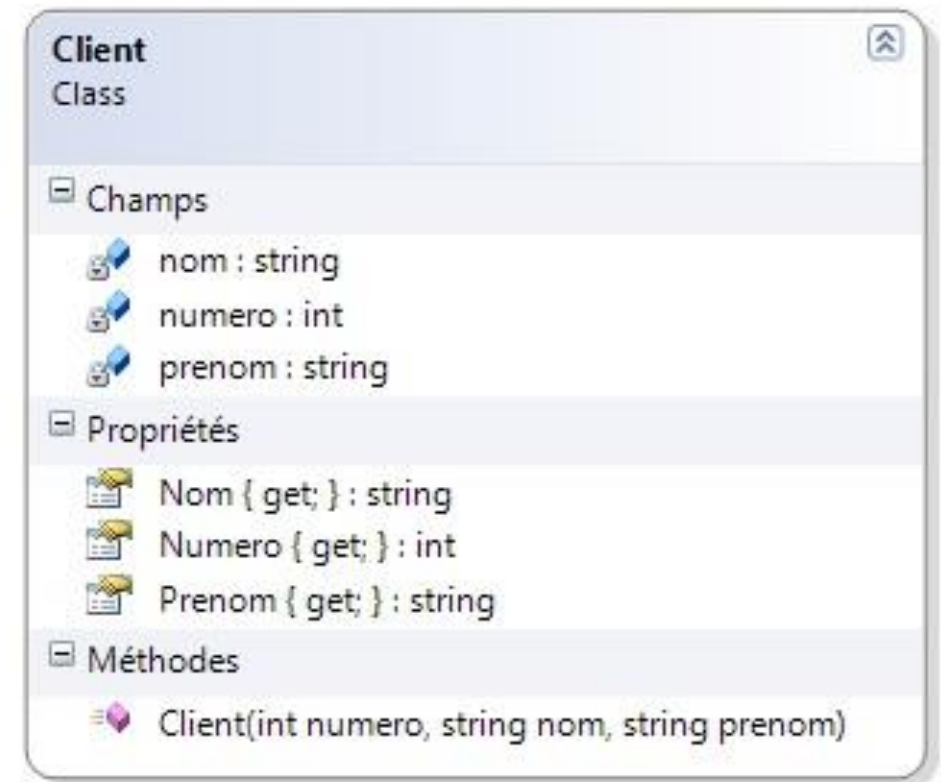 Client
Class
Champs
nom : string
numero : int
prenom : string
Propriétés
Nom { get; } : string
Numero { get; } : int
Prenom { get; } : string
Méthodes
Client(int numero, string nom, string prenom)